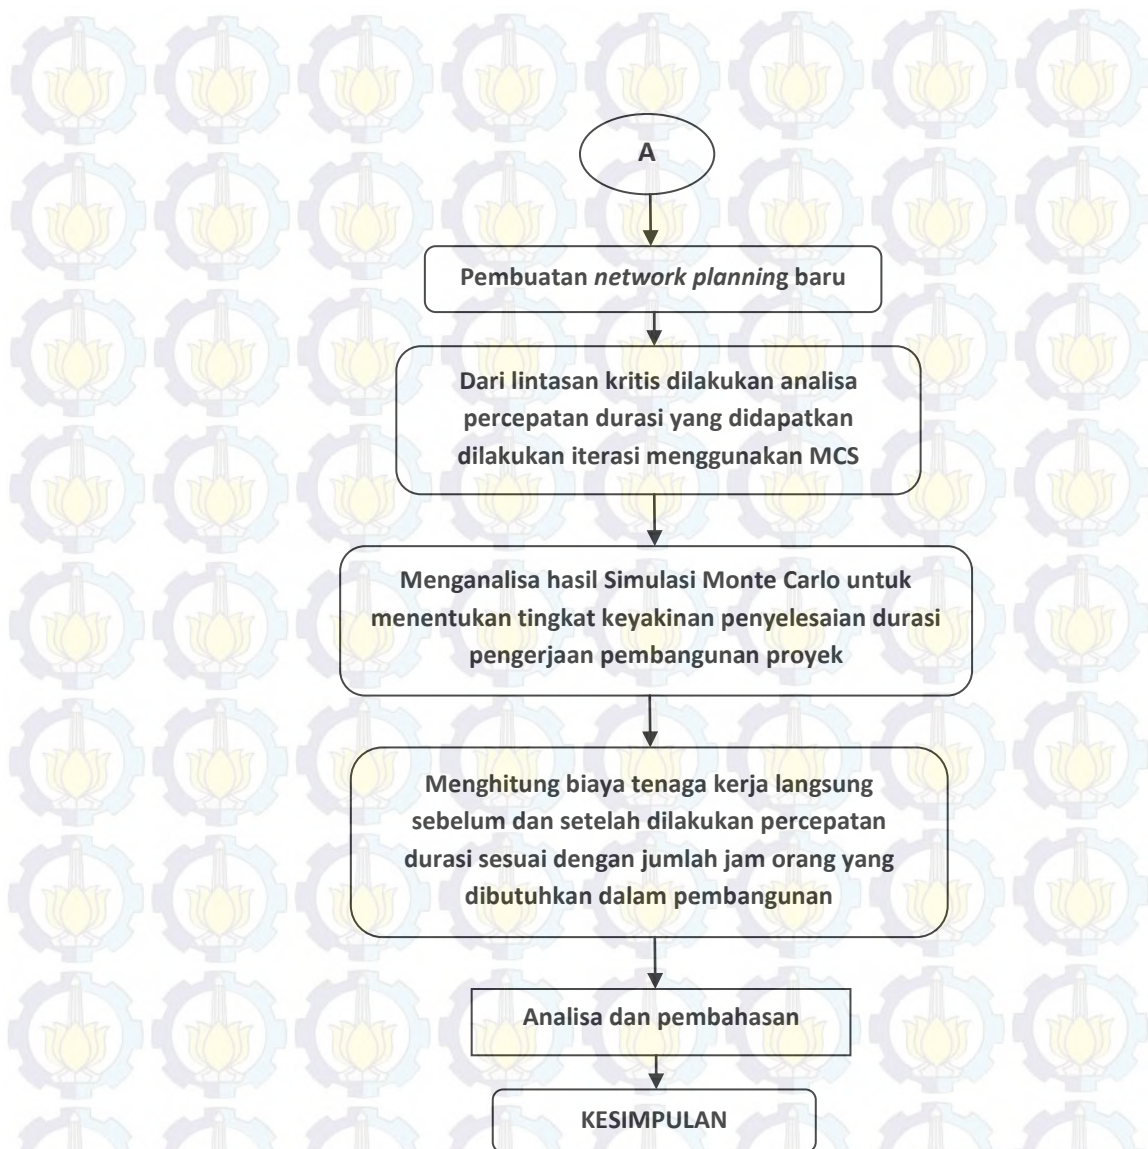 A
Pembuatan network planning baru
Dari lintasan kritis dilakukan analisa
percepatan durasi yang didapatkan
dilakukan iterasi menggunakan MCS
Menganalisa hasil Simulasi Monte Carlo untuk
menentukan tingkat keyakinan penyelesaian durasi
pengerjaan pembangunan proyek
Menghitung biaya tenaga kerja langsung
sebelum dan setelah dilakukan percepatan
durasi sesuai dengan jumlah jam orang yang
dibutuhkan dalam pembangunan
Analisa dan pembahasan
KESIMPULAN